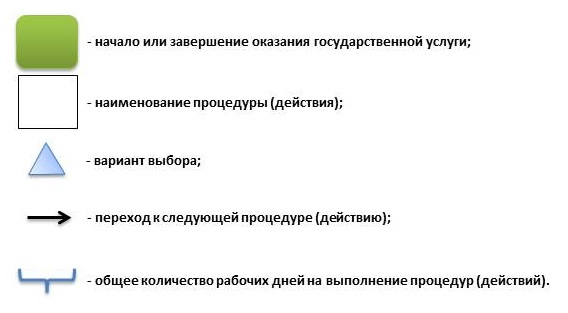 - начало или завершение оказания государственной услуги;
- наименование процедуры (действия);
- вариант выбора;
- переход к следующей процедуре (действию);
- общее количество рабочих дней на выполнение процедур (действий).